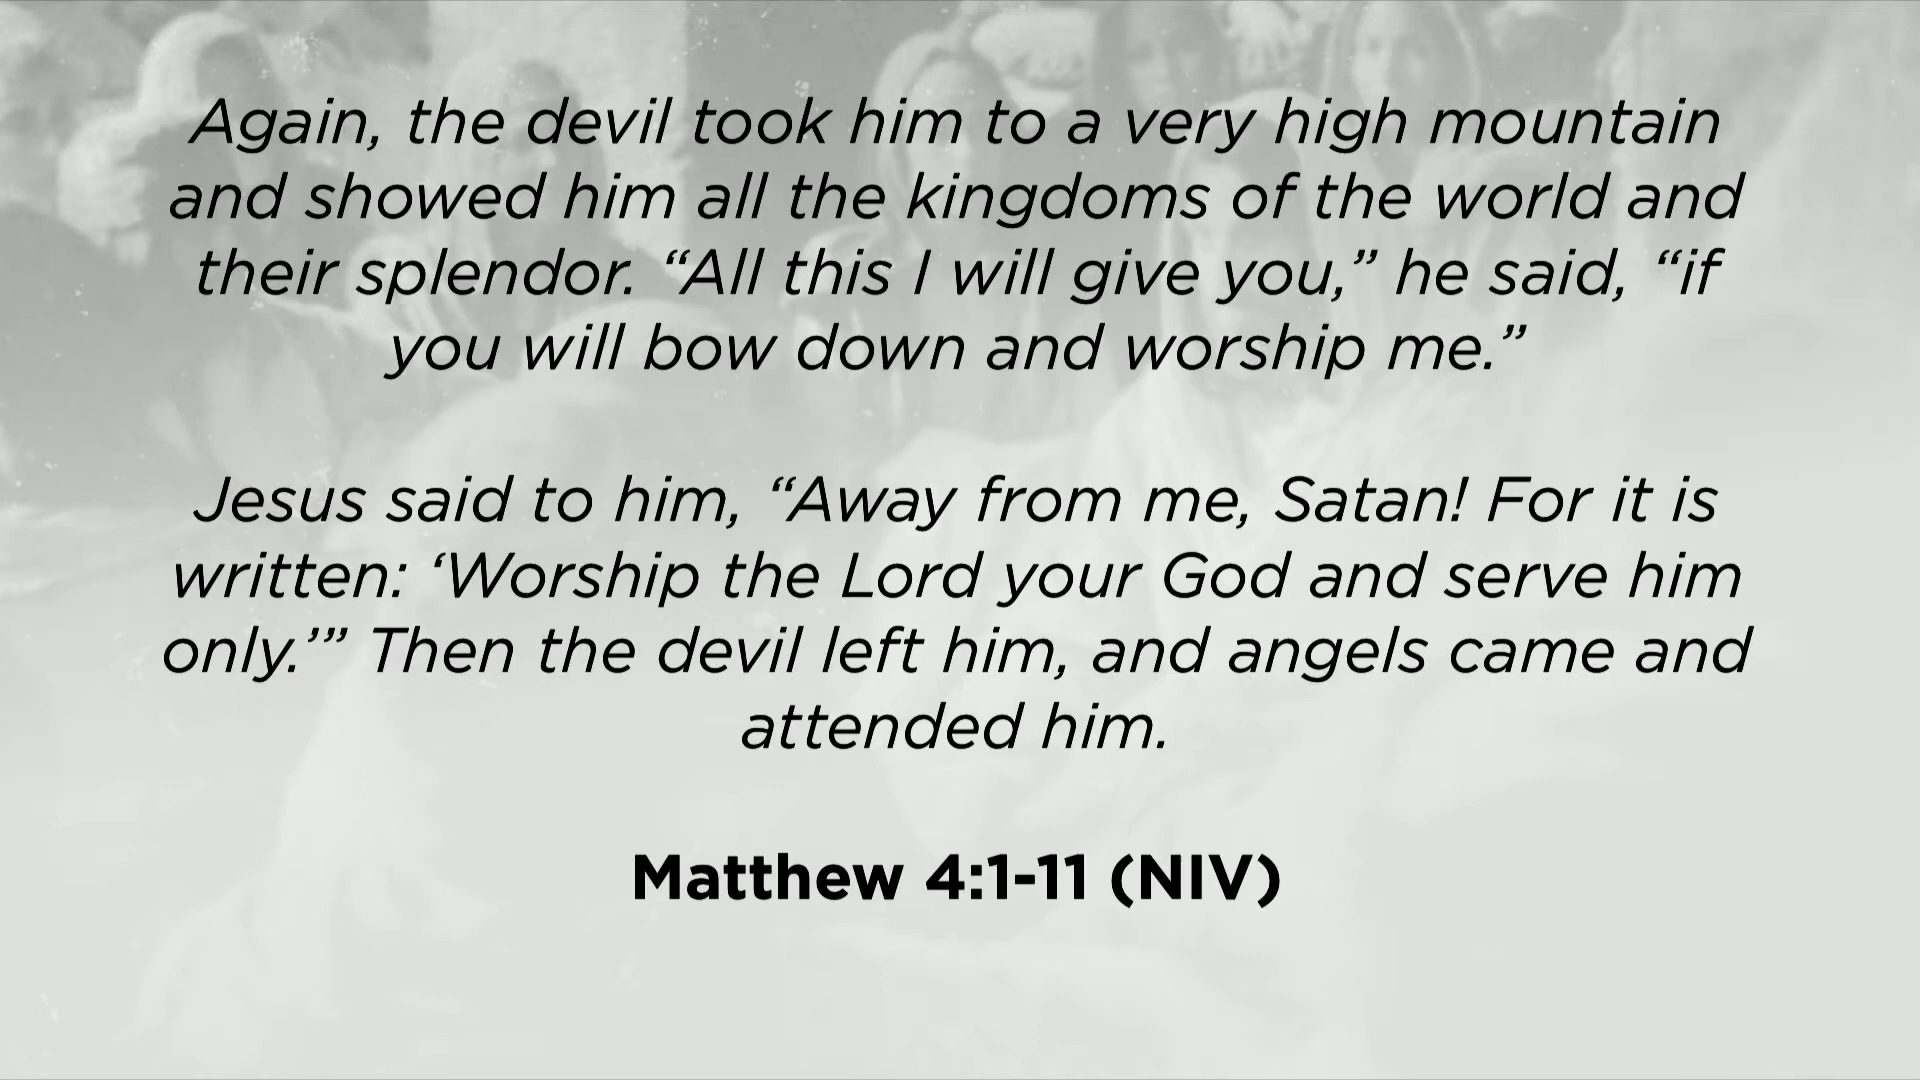 Again, the devil took him to a very high mountain
and showed him all the kingdoms of the world and
their splendor. “All this I will give you,” he said, “if
you will bow down and worship me.”
Jesus said to him, “Away from me, Satan! For it is
written: ‘Worship the Lord your God and serve him
only.’” Then the devil left him, and angels came and
attended him.
Matthew 4:1-11 (NIV)